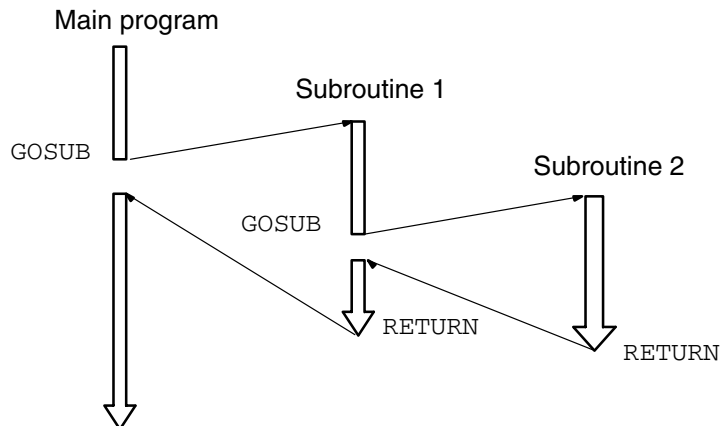 Main program
Subroutine 1
GOSUB
Subroutine 2
GOSUB
RETURN
RETURN